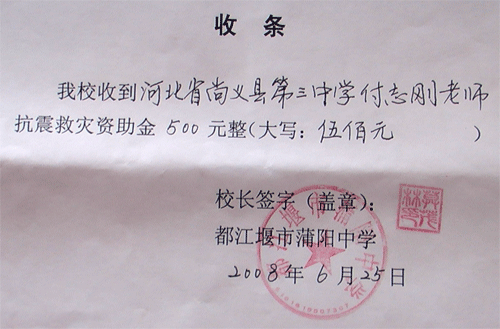 收条
我校收到河北省尚义县第三中学付志刚老师
抗震救灾资助金 500 元整(大写：伍佰元 )
校长签字（盖章）：
都江堰市蒲阳中学
2008年6月25日